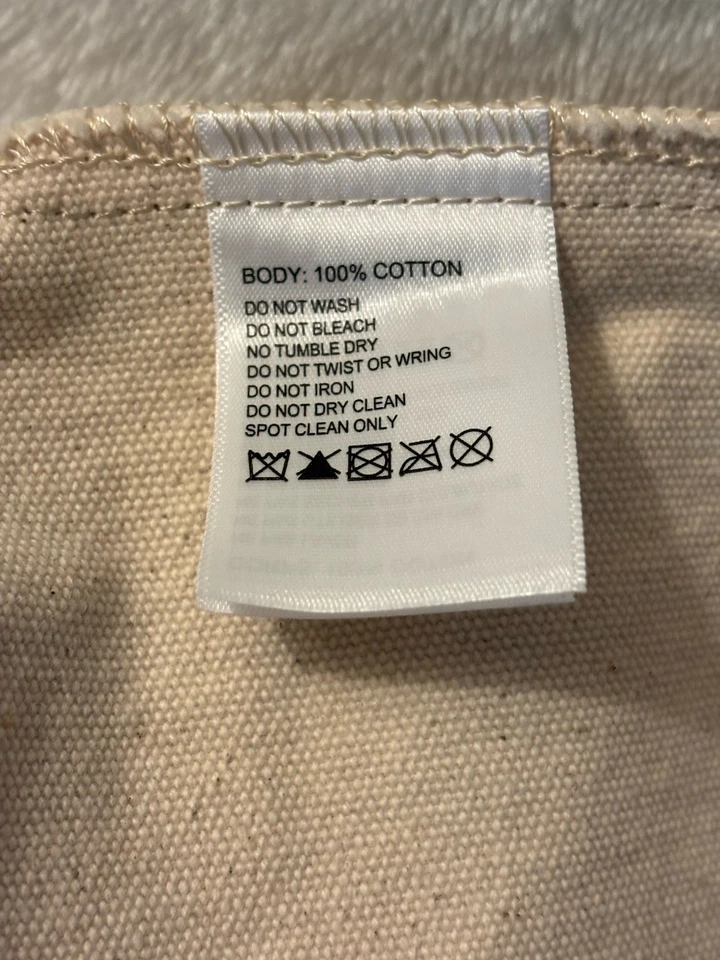 BODY: 100% COTTON
DO NOT WASH
DO NOT BLEACH
NO TUMBLE DRY
DO NOT TWIST OR WRING
DO NOT IRON
DO NOT DRY CLEAN
SPOT CLEAN ONLY